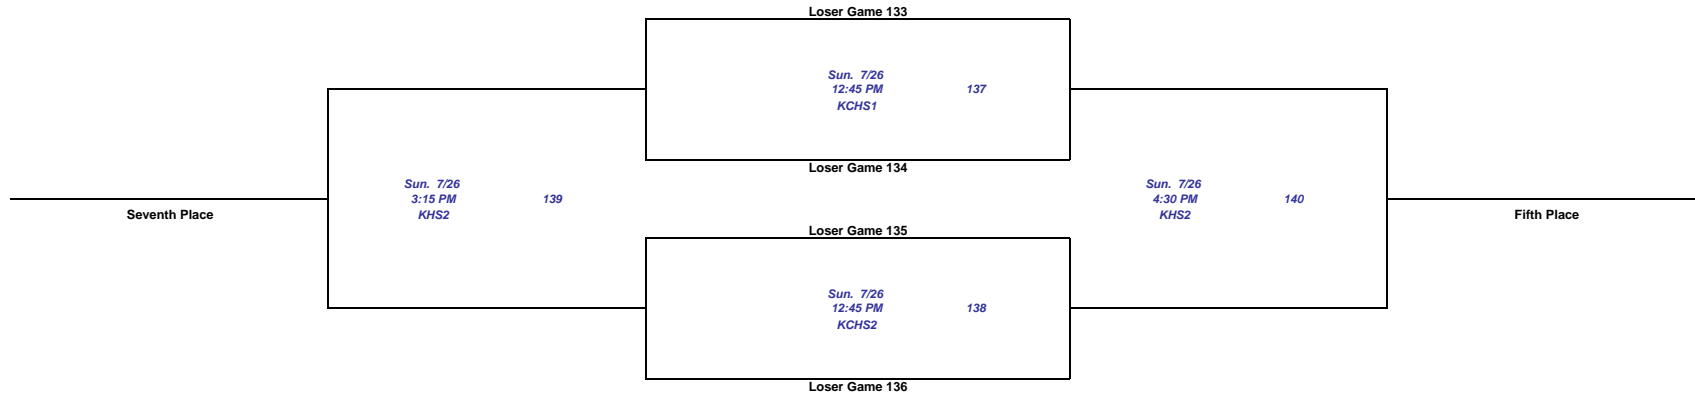 Loser Game 133
Sun. 7/26
12:45 PM 137
KCHS1
Loser Game 134
Sun. 7/26
3:15 PM 139
KHS2
Seventh Place
Sun. 7/26
4:30 PM 140
KHS2
Fifth Place
Loser Game 135
Sun. 7/26
12:45 PM 138
KCHS2
Loser Game 136